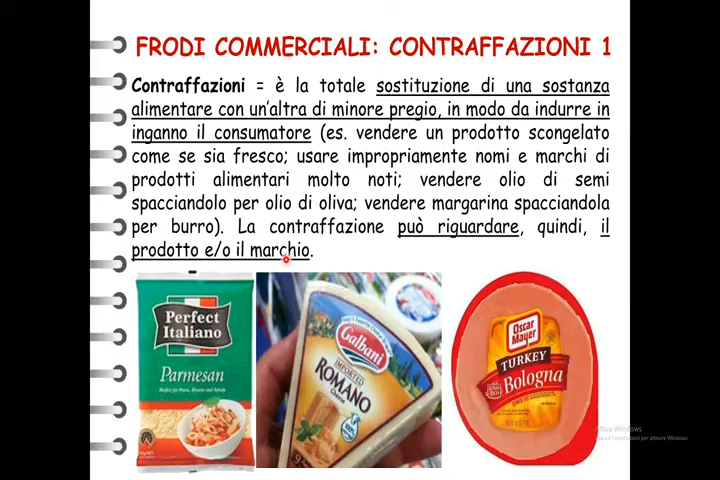 FRODI COMMERCIALI: CONTRAFFAZIONI 1
Contraffazioni = è la totale sostituzione di una sostanza
alimentare con un'altra di minore pregio, in modo da indurre in
inganno il consumatore (es. vendere un prodotto scongelato
come se sia fresco; usare impropriamente nomi e marchi di
prodotti alimentari molto noti; vendere olio di semi
spacciandolo per olio di oliva; vendere margarina spacciandola
per burro). La contraffazione può riguardare, quindi, il
prodotto e/o il marchio.
Perfect
Italiano
Parmesan
Galbani
IMPORTED
ROMANO
Cheese
Oscar
Mayer
TURKEY
Bologna
Attiva Windows